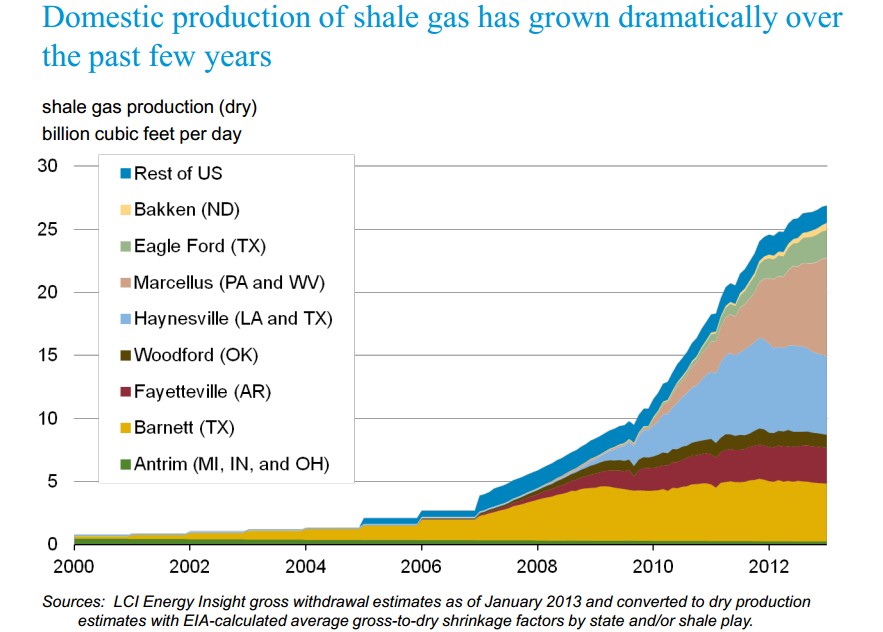 Domestic production of shale gas has grown dramatically over
the past few years
shale gas production (dry)
billion cubic feet per day
30
25
20
15
10
5
0
Rest of US
Bakken (ND)
Eagle Ford (TX)
Marcellus (PA and WV)
Haynesville (LA and TX)
Woodford (OK)
Fayetteville (AR)
Barnett (TX)
Antrim (MI, IN, and OH)
2000 2002 2004 2006 2008 2010 2012
Sources: LCI Energy Insight gross withdrawal estimates as of January 2013 and converted to dry production
estimates with EIA-calculated average gross-to-dry shrinkage factors by state and/or shale play.